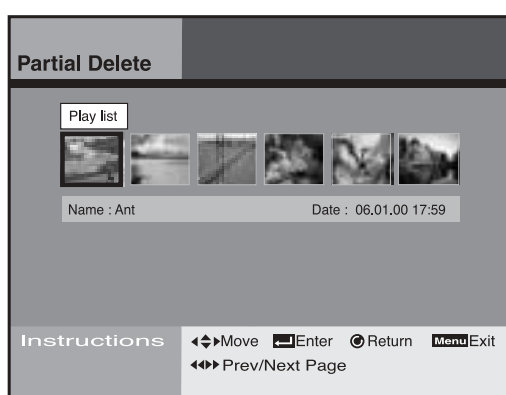 Partial Delete
Play list
Name : Ant Date : 06.01.00 17:59
Instructions Move Enter Return Menu Exit
Prev/Next Page